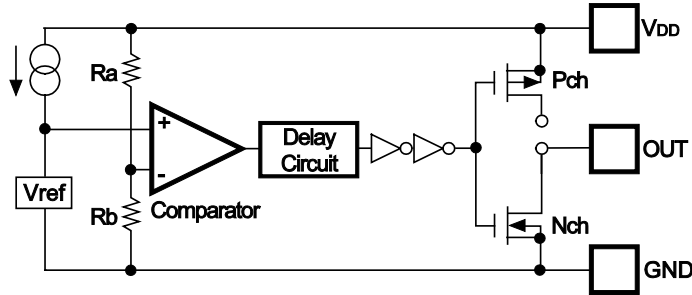 VDD
Ra
Pch
+
Delay
Circuit
OUT
-
Vref
Rb
Comparator
Nch
GND